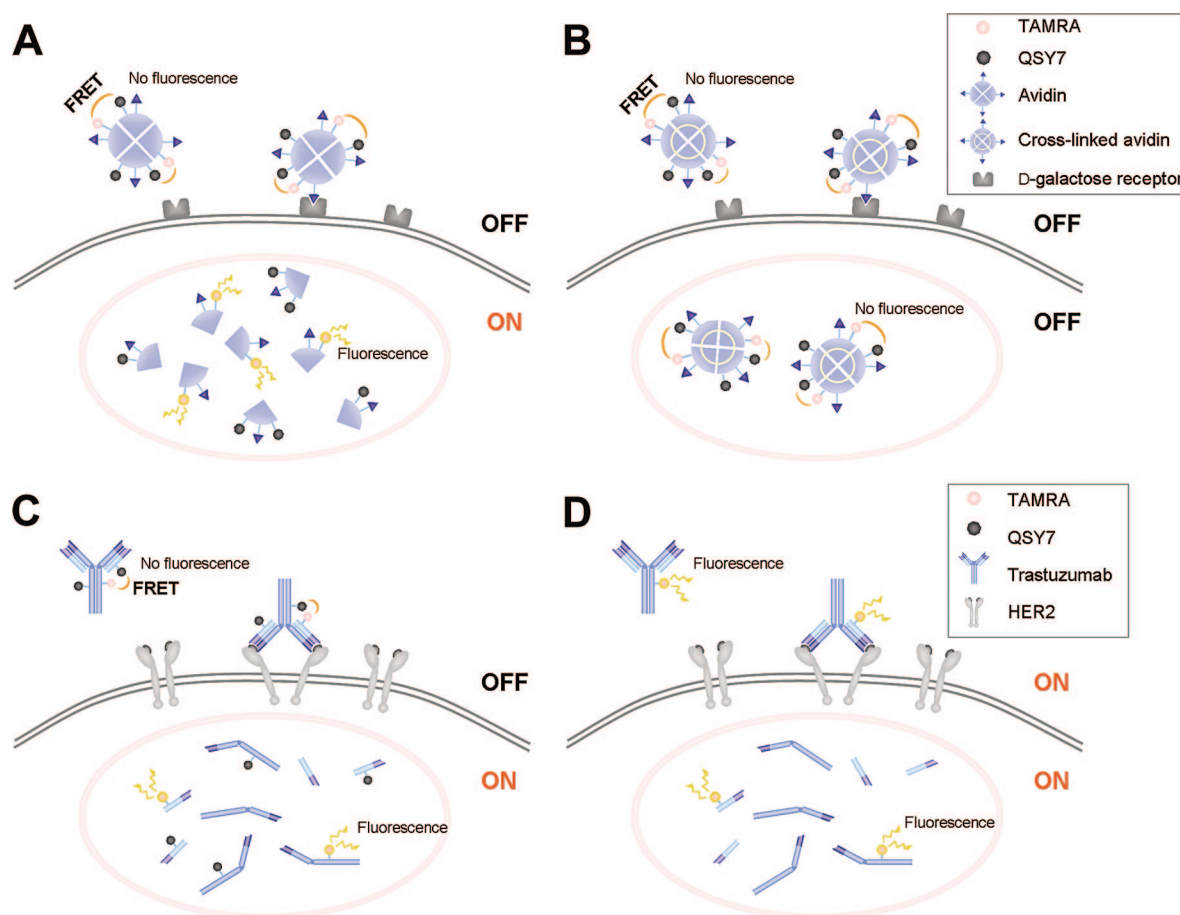 A
No fluorescence
FRET
OFF
ON
Fluorescence
B
No fluorescence
FRET
OFF
No fluorescence
OFF
TAMRA
QSY7
Avidin
Cross-linked avidin
D-galactose receptor
C
No fluorescence
FRET
OFF
ON
Fluorescence
D
Fluorescence
ON
ON
Fluorescence
TAMRA
QSY7
Trastuzumab
HER2